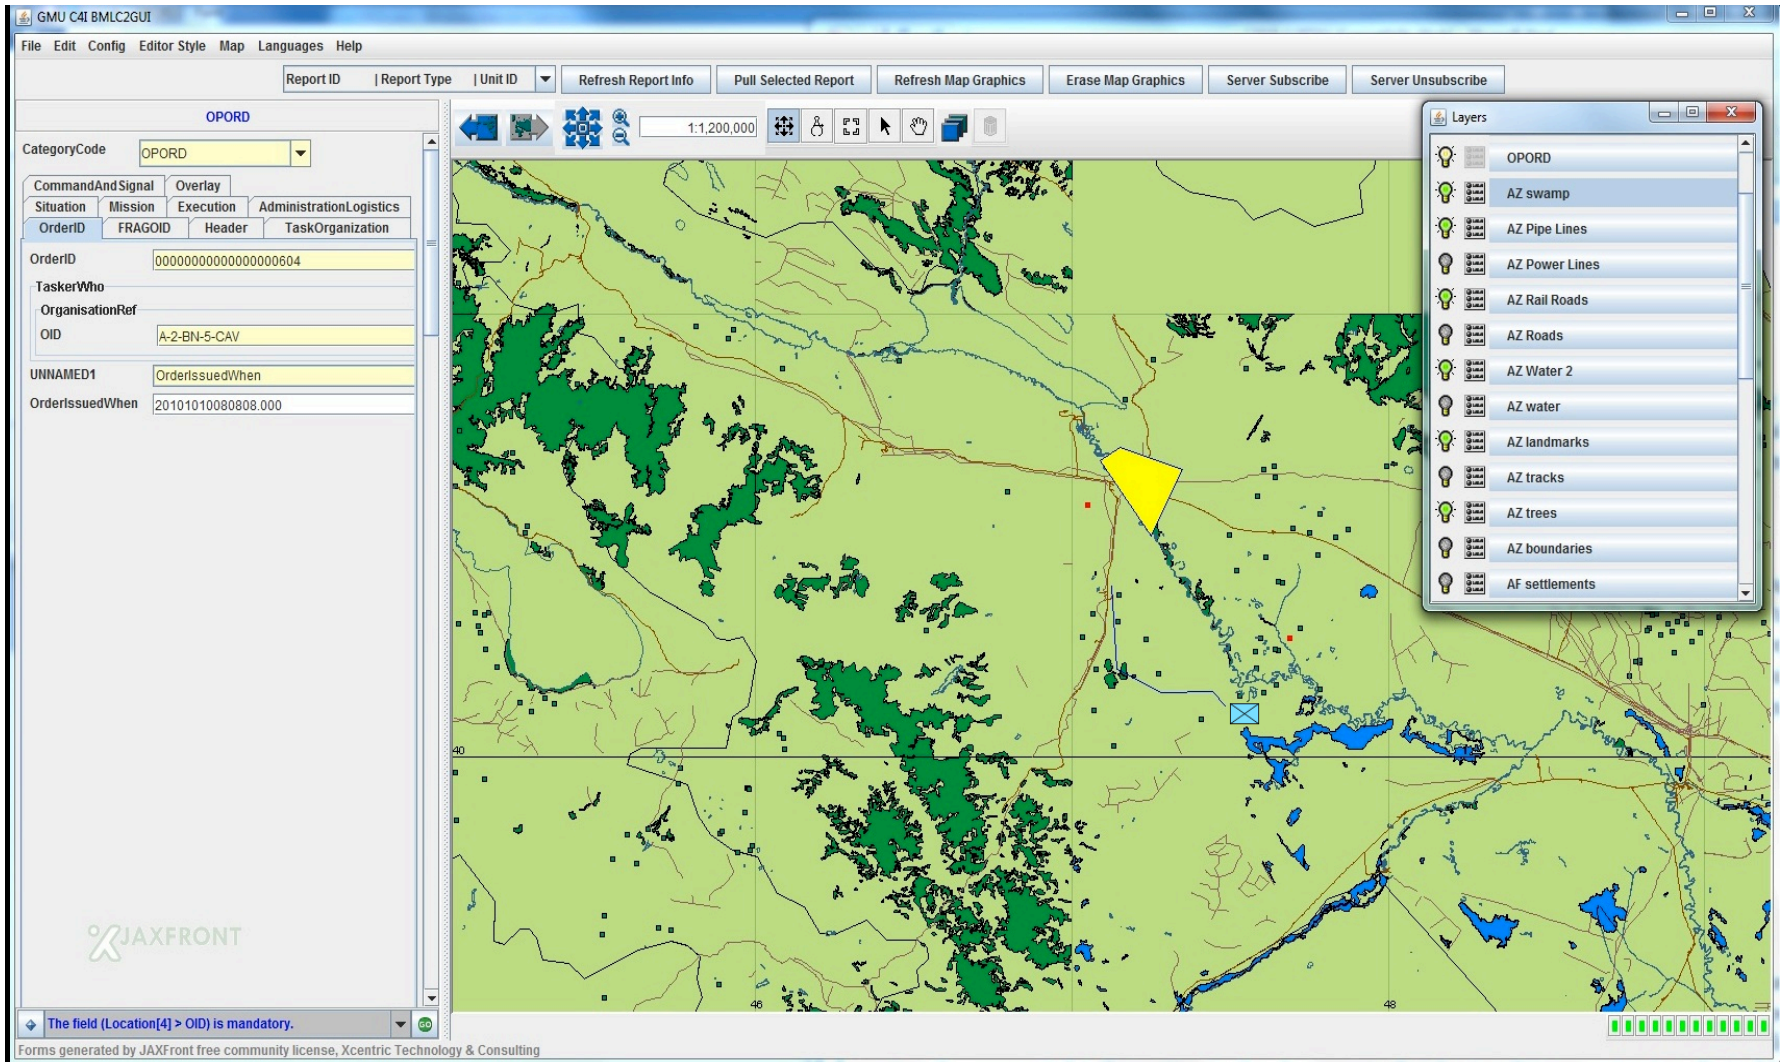 GMU C4I BMLC2GUI
File Edit Config Editor Style Map Languages Help
Report ID | Report Type | Unit ID Refresh Report Info Pull Selected Report Refresh Map Graphics Erase Map Graphics Server Subscribe Server Unsubscribe
OPORD
CategoryCode OPORD
CommandAndSignal Overlay
Situation Mission Execution AdministrationLogistics
OrderID FRAGOID Header TaskOrganization
OrderID 00000000000000000604
TaskerWho
OrganisationRef
OID A-2-BN-5-CAV
UNNAMED1 OrderIssuedWhen
OrderIssuedWhen 20101010080808.000
JAXFRONT
The field (Location[4] > OID) is mandatory. GO
Forms generated by JAXFront free community license, Xcentric Technology & Consulting
1:1,200,000
40
46
48
Layers
OPORD
AZ swamp
AZ Pipe Lines
AZ Power Lines
AZ Rail Roads
AZ Roads
AZ Water 2
AZ water
AZ landmarks
AZ tracks
AZ trees
AZ boundaries
AF settlements